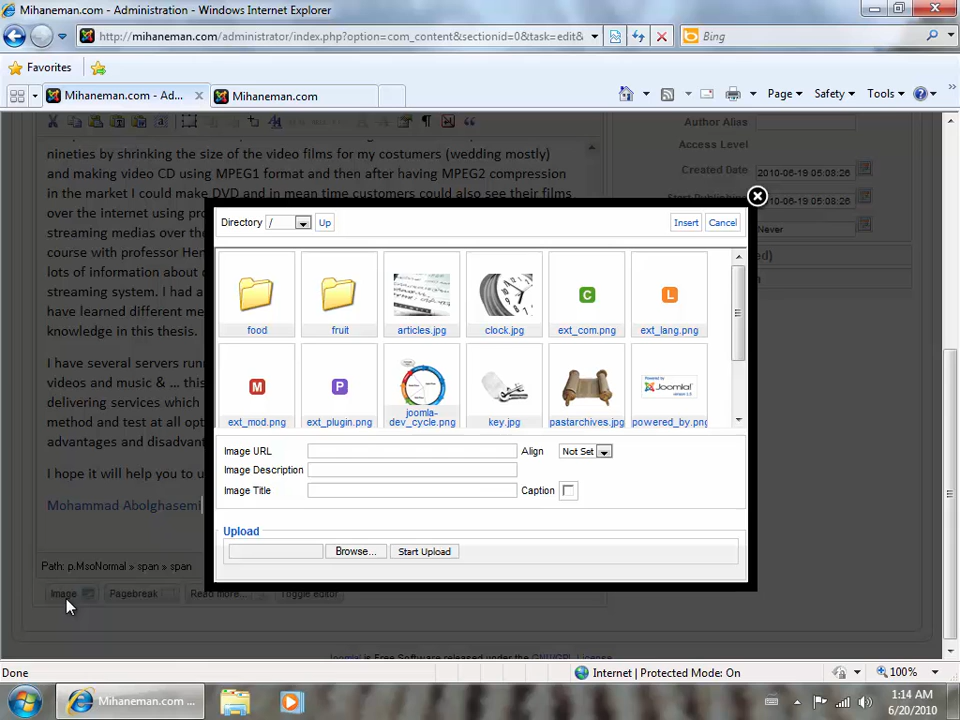 Mihaneman.com - Administration - Windows Internet Explorer
http://mihaneman.com/administrator/index.php?option=com_content&sectionid=0&task=edit&
Bing
Favorites
Mihaneman.com - Ad...
Mihaneman.com
Page
Safety
Tools
»
Author Alias
Access Level
Created Date
2010-06-19 05:08:26
2010-06-19 05:08:26
Never
nineties by shrinking the size of the video films for my costumers (wedding mostly)
and making video CD using MPEG1 format and then after having MPEG2 compression
in the market I could make DVD and in mean time customers could also see their films
over the internet using pro
streaming medias over the
course with professor Hen
lots of information about d
streaming system. I had a
have learned different me
knowledge in this thesis.
I have several servers runn
videos and music & ... this
delivering services which
method and test at all opt
advantages and disadvant
I hope it will help you to u
Mohammad Abolghasemi
Path: p.MsoNormal » span » span
Image
Pagebreak
Read more...
Toggle editor
Directory
/
Up
Insert
Cancel
food
fruit
articles.jpg
clock.jpg
C
ext_com.png
L
ext_lang.png
M
ext_mod.png
P
ext_plugin.png
joomla-
dev_cycle.png
key.jpg
pastarchives.jpg
Joomla!
powered_by.png
Image URL
Align
Not Set
Image Description
Image Title
Caption
Upload
Browse...
Start Upload
Joomla! is Free Software released under the GNU/GPL License.
Done
Internet | Protected Mode: On
100%
Mihaneman.com ...
1:14 AM
6/20/2010